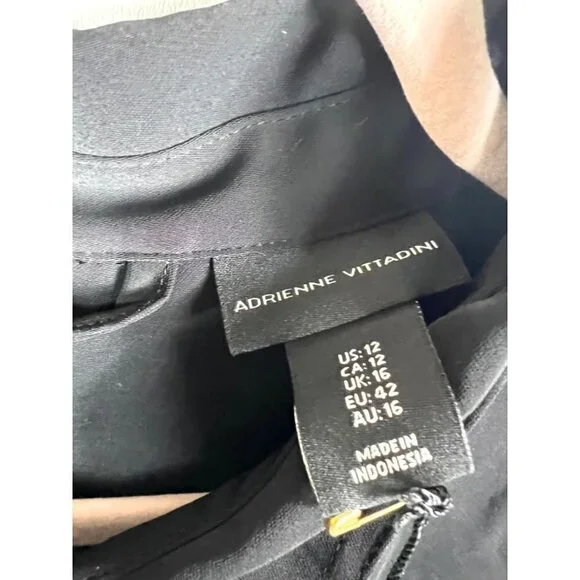 ADRIENNE VITTADINI
US: 12
CA: 12
UK: 16
EU: 42
AU: 16
MADE IN
INDONESIA